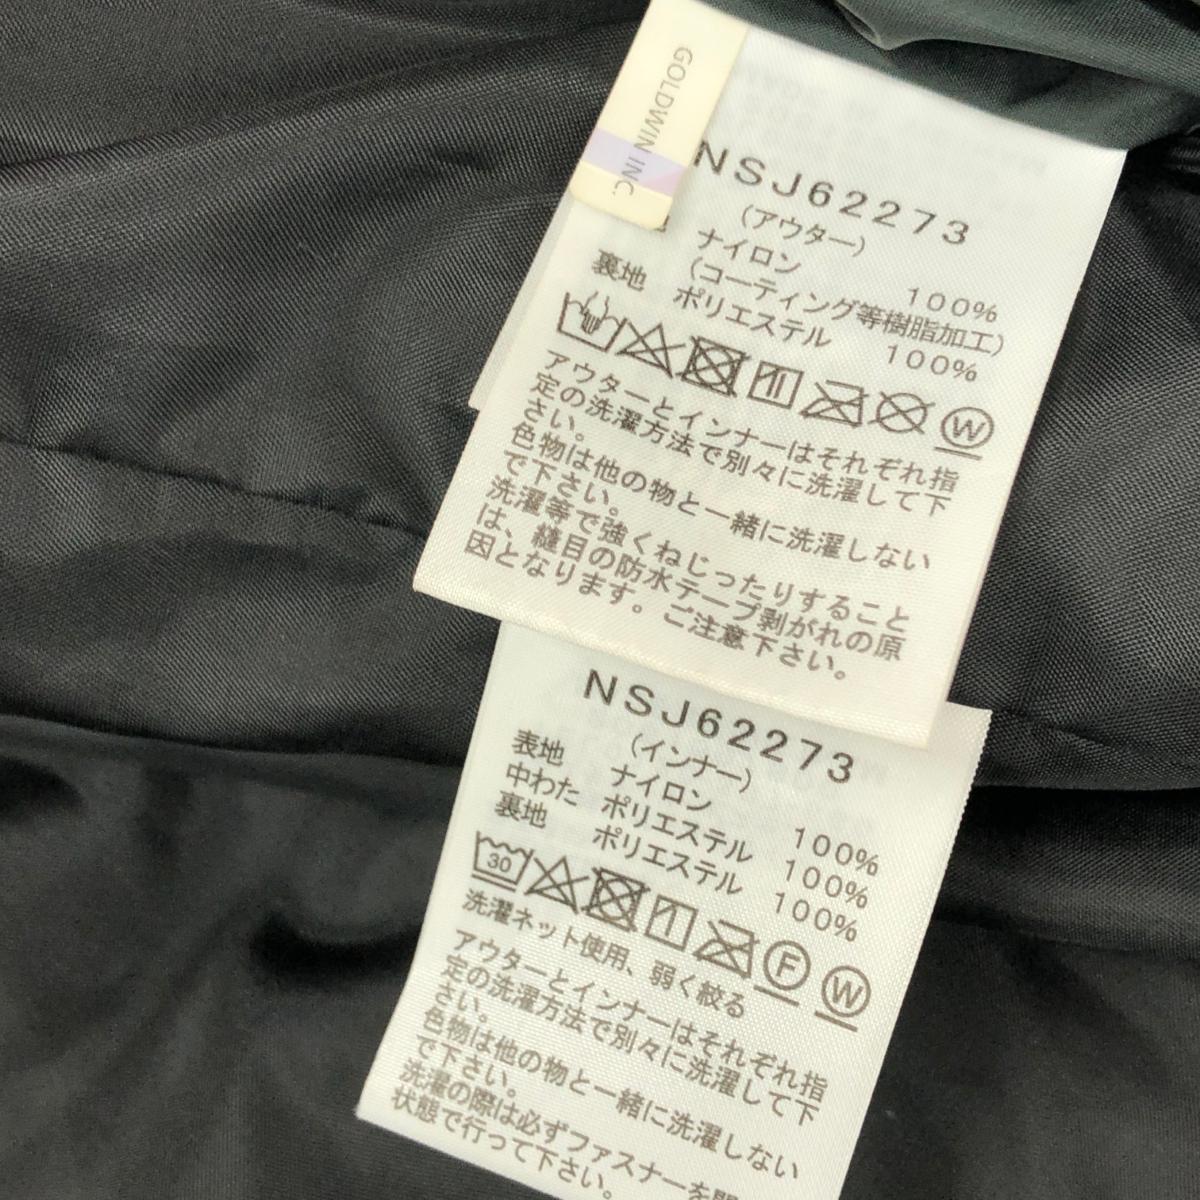 GOLDWIN INC.
NSJ62273
(アウター)
ナイロン 100%
(コーティング等樹脂加工)
裏地 ポリエステル 100%
W
アウターとインナーはそれぞれ指
定の洗濯方法で別々に洗濯して下
さい。
色物は他の物と一緒に洗濯しない
で下さい。
洗濯等で強くねじったりすること
は、縫目の防水テープ剥がれの原
因となります。ご注意下さい。
NSJ62273
(インナー)
表地 ナイロン 100%
中わた ポリエステル 100%
裏地 ポリエステル 100%
30 F W
洗濯ネット使用、弱く絞る
アウターとインナーはそれぞれ指
定の洗濯方法で別々に洗濯して下
さい。
色物は他の物と一緒に洗濯しない
で下さい。
洗濯の際は必ずファスナーを
状態で行って下さい。